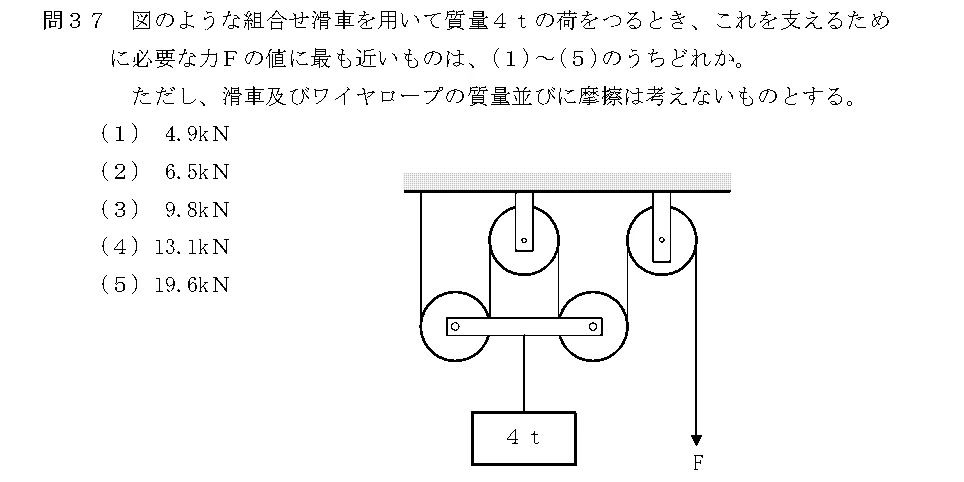 問３７　図のような組合せ滑車を用いて質量４ｔの荷をつるとき、これを支えるため
に必要な力Ｆの値に最も近いものは、(１)～(５)のうちどれか。
ただし、滑車及びワイヤロープの質量並びに摩擦は考えないものとする。
(１)　4.9kＮ
(２)　6.5kＮ
(３)　9.8kＮ
(４) 13.1kＮ
(５) 19.6kＮ
４ｔ
Ｆ